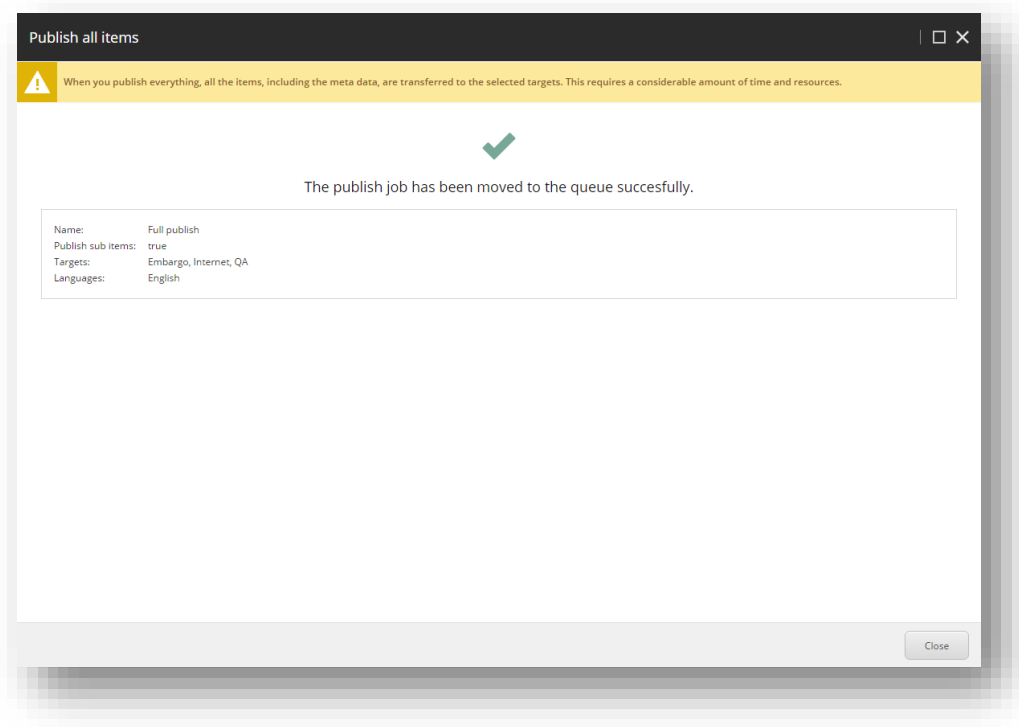 Publish all items
When you publish everything, all the items, including the meta data, are transferred to the selected targets. This requires a considerable amount of time and resources.
The publish job has been moved to the queue succesfully.
Name: Full publish
Publish sub items: true
Targets: Embargo, Internet, QA
Languages: English
Close